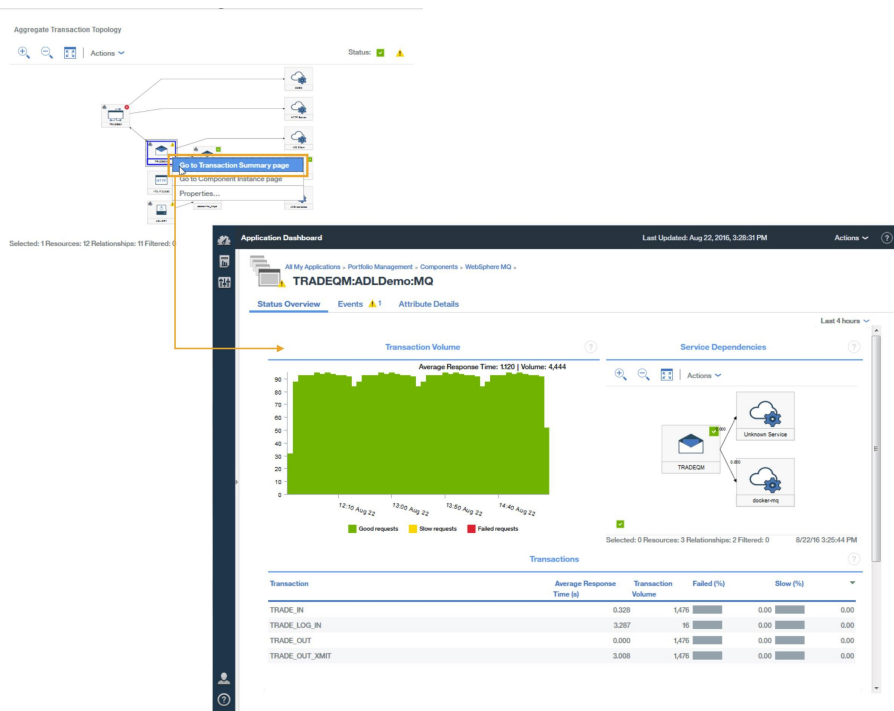 Aggregate Transaction Topology
Actions
Status:
HTTP
Go to Transaction Summary page
Go to Component Instance page
Properties...
Selected: 1 Resources: 12 Relationships: 11 Filtered: 0
Application Dashboard
Last Updated: Aug 22, 2016, 3:28:31 PM
Actions
?
All My Applications > Portfolio Management > Components > WebSphere MQ >
TRADEQM:ADLDemo:MQ
Status Overview
Events
1
Attribute Details
Last 4 hours
Transaction Volume
?
Service Dependencies
?
Average Response Time: 1.120 | Volume: 4,444
90
80
70
60
50
40
30
20
10
0
12:10 Aug 22
13:00 Aug 22
13:50 Aug 22
14:40 Aug 22
Good requests
Slow requests
Failed requests
Actions
Unknown Service
TRADEQM
0.000
docker-mq
Selected: 0 Resources: 3 Relationships: 2 Filtered: 0
8/22/16 3:25:44 PM
Transactions
?
Transaction
Average Response Time (s)
Transaction Volume
Failed (%)
Slow (%)
TRADE_IN 0.328 1,476 0.00 0.00
TRADE_LOG_IN 3.287 16 0.00 0.00
TRADE_OUT 0.000 1,476 0.00 0.00
TRADE_OUT_XMIT 3.008 1,476 0.00 0.00
?